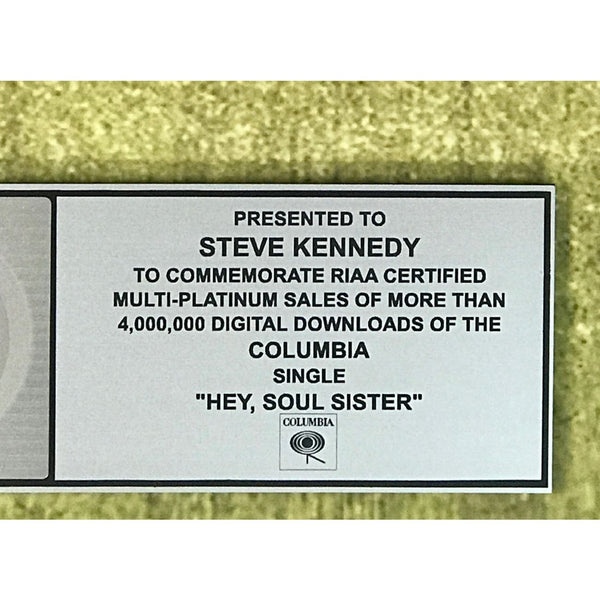 PRESENTED TO
STEVE KENNEDY
TO COMMEMORATE RIAA CERTIFIED
MULTI-PLATINUM SALES OF MORE THAN
4,000,000 DIGITAL DOWNLOADS OF THE
COLUMBIA
SINGLE
"HEY, SOUL SISTER"
COLUMBIA